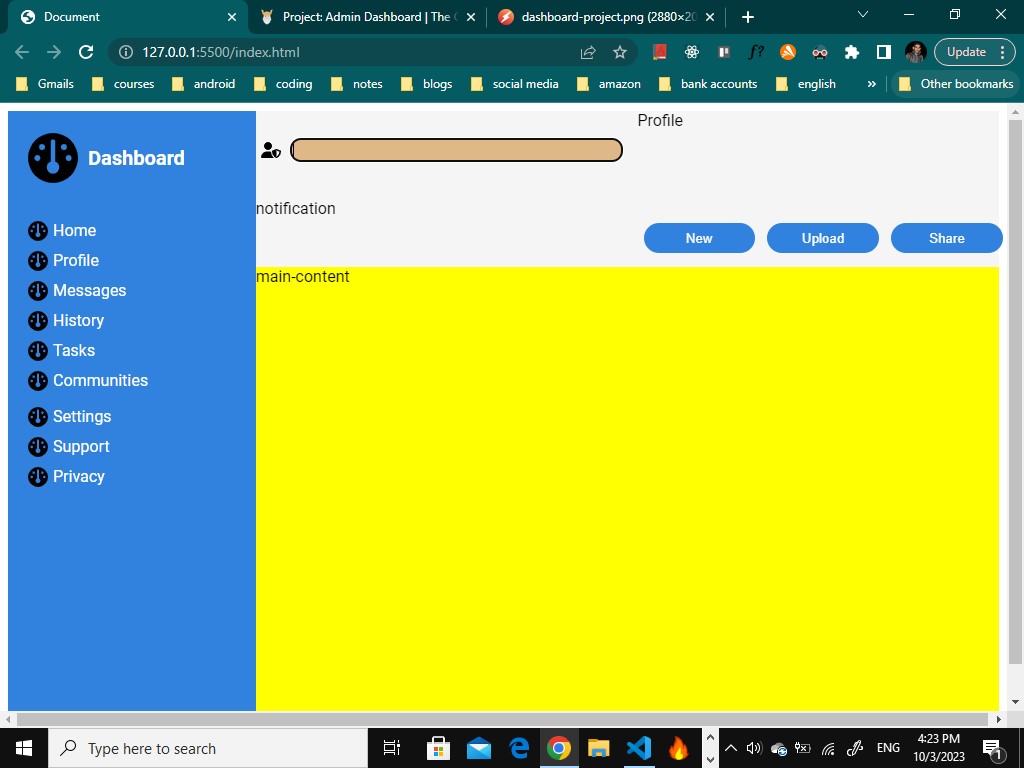 Document
Project: Admin Dashboard | The
dashboard-project.png (2880×20
127.0.0.1:5500/index.html
Update
Gmails
courses
android
coding
notes
blogs
social media
amazon
bank accounts
english
»
Other bookmarks
Dashboard
Home
Profile
Messages
History
Tasks
Communities
Settings
Support
Privacy
Profile
notification
New
Upload
Share
main-content
Type here to search
ENG
4:23 PM
10/3/2023
1